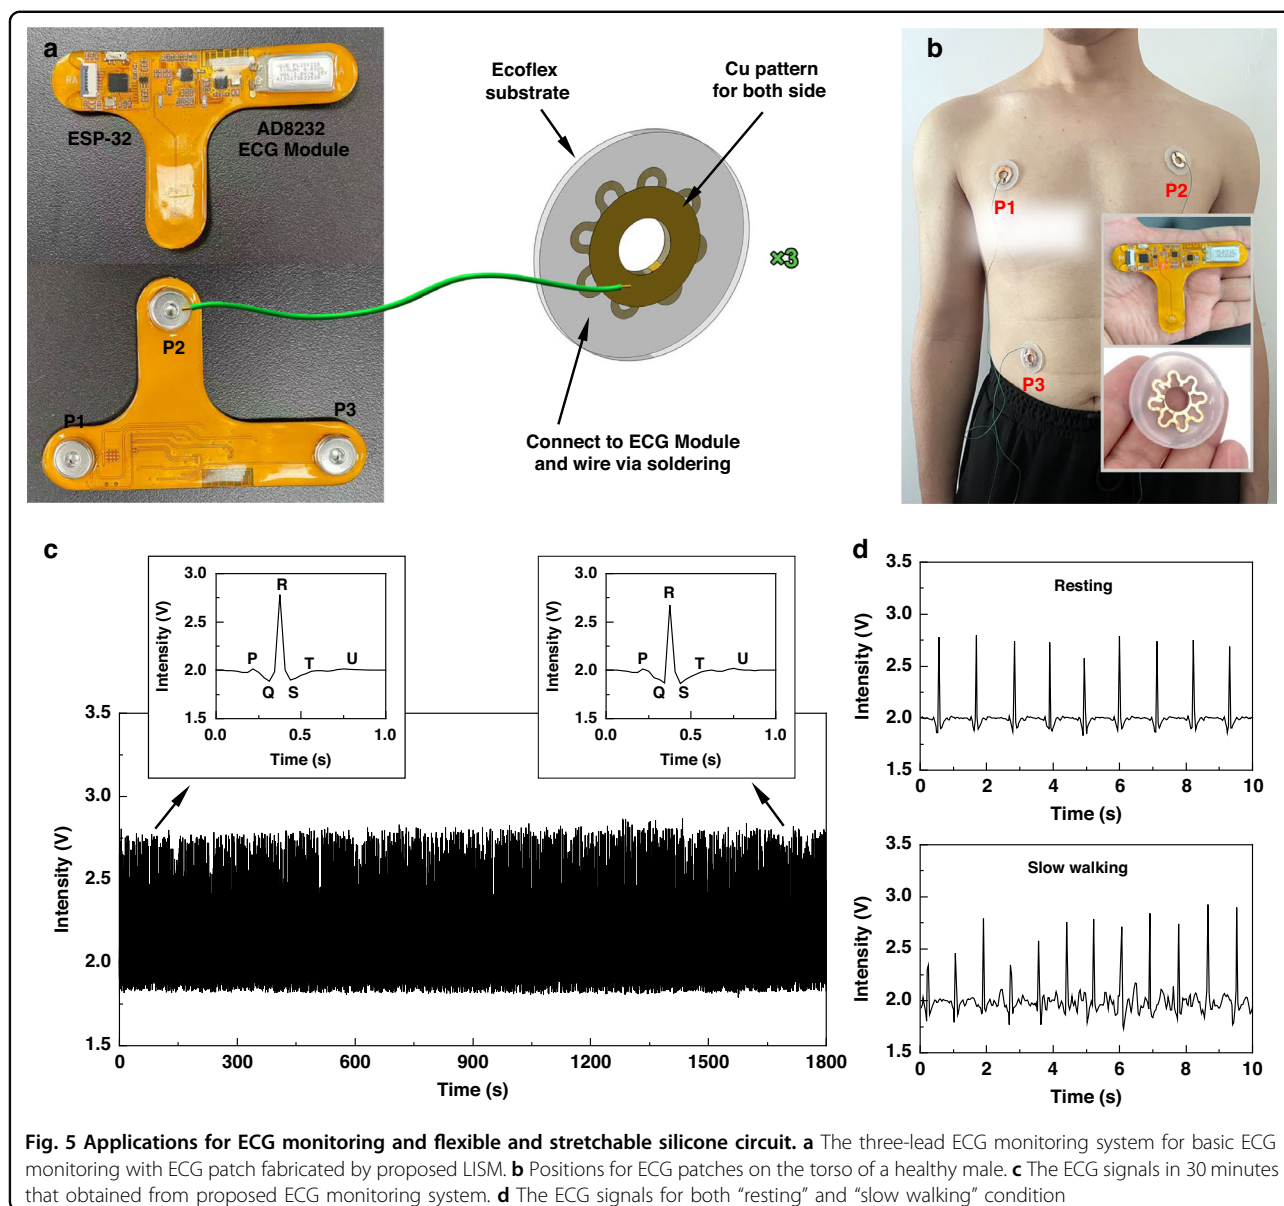 a
RA
ESP-32
AD8232
ECG Module
P2
P1
P3
Ecoflex
substrate
Cu pattern
for both side
×3
Connect to ECG Module
and wire via soldering
b
P1
P2
P3
c
3.0
2.5
2.0
1.5
Intensity (V)
R
P
Q
S
T
U
0.0
0.5
1.0
Time (s)
3.0
2.5
2.0
1.5
Intensity (V)
R
P
Q
S
T
U
0.0
0.5
1.0
Time (s)
3.5
3.0
2.5
2.0
1.5
Intensity (V)
0
300
600
900
1200
1500
1800
Time (s)
d
3.5
3.0
2.5
2.0
1.5
Intensity (V)
Resting
0
2
4
6
8
10
Time (s)
3.5
3.0
2.5
2.0
1.5
Intensity (V)
Slow walking
0
2
4
6
8
10
Time (s)
Fig. 5 Applications for ECG monitoring and flexible and stretchable silicone circuit. a The three-lead ECG monitoring system for basic ECG
monitoring with ECG patch fabricated by proposed LISM. b Positions for ECG patches on the torso of a healthy male. c The ECG signals in 30 minutes
that obtained from proposed ECG monitoring system. d The ECG signals for both “resting” and “slow walking” condition